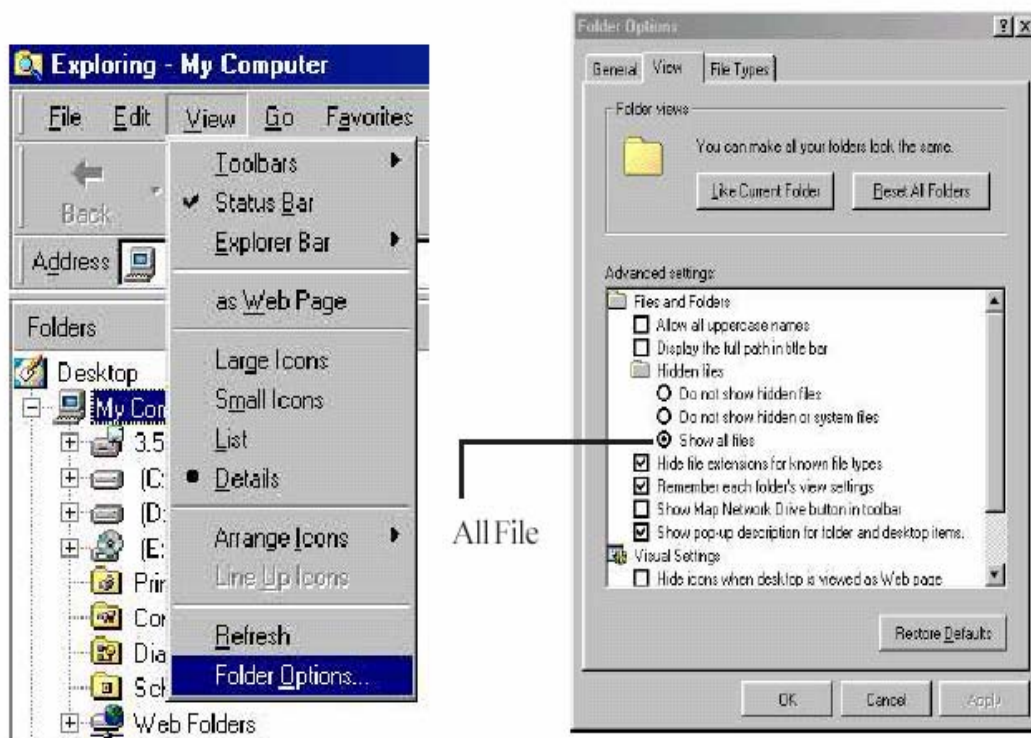 Exploring - My Computer
File Edit View Go Favorites
Back
Address
Folders
Desktop
My Con
3.5
(C:
(D:
(E:
Prin
Cor
Dia
Sch
Web Folders
Toolbars
Status Bar
Explorer Bar
as Web Page
Large Icons
Small Icons
List
Details
Arrange Icons
Line Up Icons
Refresh
Folder Options...
All File
Folder Options
General View File Types
Folder views
You can make all your folders look the same.
Like Current Folder Reset All Folders
Advanced settings:
Files and Folders
Allow all uppercase names
Display the full path in title bar
Hidden files
Do not show hidden files
Do not show hidden or system files
Show all files
Hide file extensions for known file types
Remember each folder's view settings
Show Map Network Drive button in toolbar
Show pop-up description for folder and desktop items.
Visual Settings
Hide icons when desktop is viewed as Web page
Restore Defaults
OK Cancel Apply